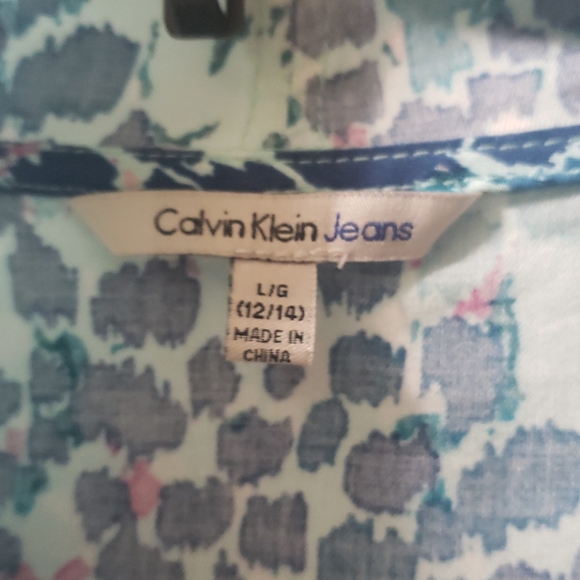 Calvin Klein Jeans
L/G
(12/14)
MADE IN
CHINA